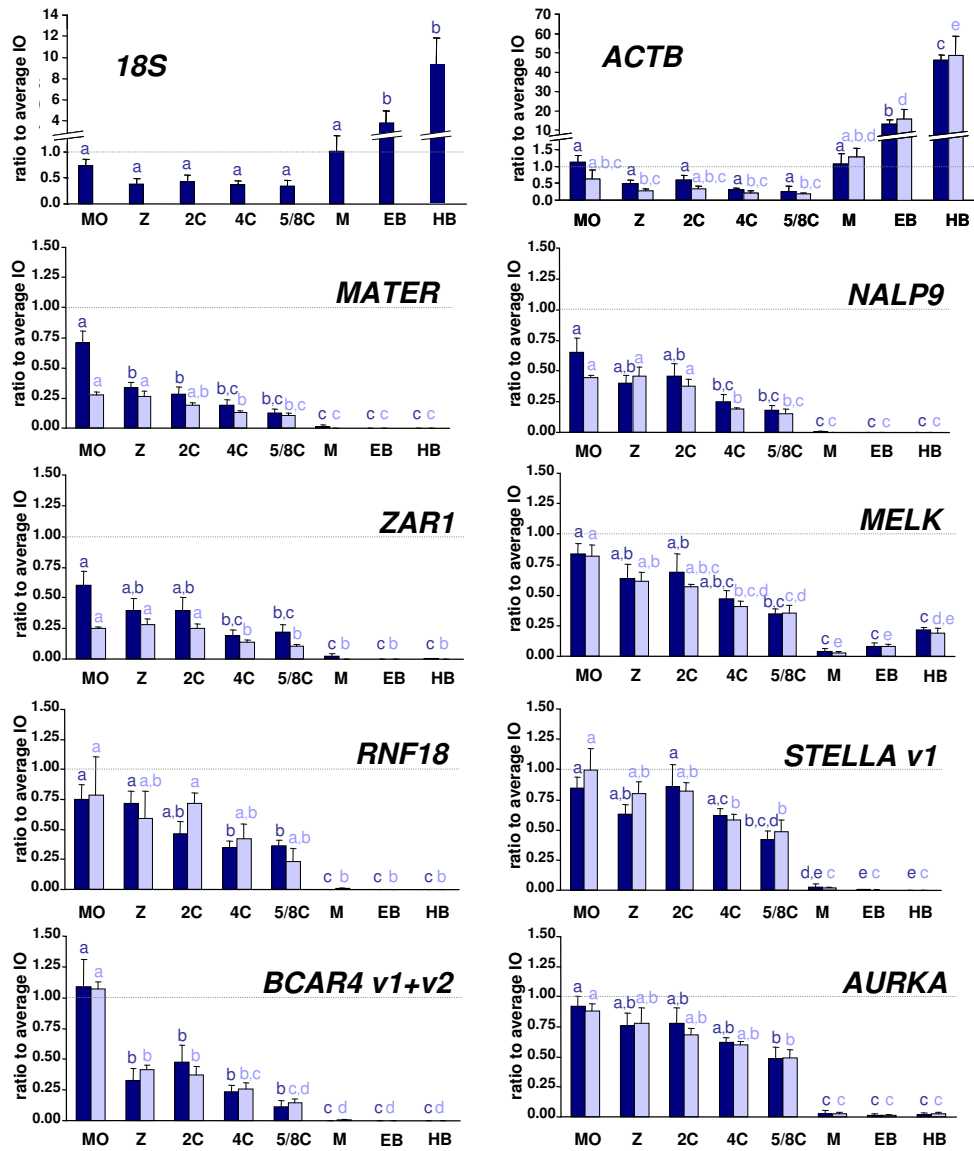 ratio to average IO
18S
14
12
10
8
6
4
1.0
0.5
0.0
a a a a a a b b
MO Z 2C 4C 5/8C M EB HB
ratio to average IO
ACTB
70
60
50
40
30
20
10
1.5
1.0
0.5
0.0
a a,b,c a b,c a a,b,c a b,c a b,c a a,b,d b d c e
MO Z 2C 4C 5/8C M EB HB
ratio to average IO
MATER
1.50
1.25
1.00
0.75
0.50
0.25
0.00
a a b a b a,b b,c b b,c b,c c c c c c c
MO Z 2C 4C 5/8C M EB HB
ratio to average IO
NALP9
1.50
1.25
1.00
0.75
0.50
0.25
0.00
a a a,b a a,b a b,c b b,c b,c c c c c c c
MO Z 2C 4C 5/8C M EB HB
ratio to average IO
ZAR1
1.50
1.25
1.00
0.75
0.50
0.25
0.00
a a a,b a a,b a b,c b b,c b c b c b c b
MO Z 2C 4C 5/8C M EB HB
ratio to average IO
MELK
1.50
1.25
1.00
0.75
0.50
0.25
0.00
a a a,b a,b a,b a,b,c a,b,c b,c,d b,c c,d c e c e c d,e
MO Z 2C 4C 5/8C M EB HB
ratio to average IO
RNF18
1.50
1.25
1.00
0.75
0.50
0.25
0.00
a a a a,b a,b a b a,b b a,b c b c b c b
MO Z 2C 4C 5/8C M EB HB
ratio to average IO
STELLA v1
1.50
1.25
1.00
0.75
0.50
0.25
0.00
a a a,b a,b a a,b a,c b b,c,d b d,e c e c e c
MO Z 2C 4C 5/8C M EB HB
ratio to average IO
BCAR4 v1+v2
1.50
1.25
1.00
0.75
0.50
0.25
0.00
a a b b b b b b,c b c,d c d c d c d
MO Z 2C 4C 5/8C M EB HB
ratio to average IO
AURKA
1.50
1.25
1.00
0.75
0.50
0.25
0.00
a a a,b a,b a,b a,b a,b a,b b b c c c c c c
MO Z 2C 4C 5/8C M EB HB